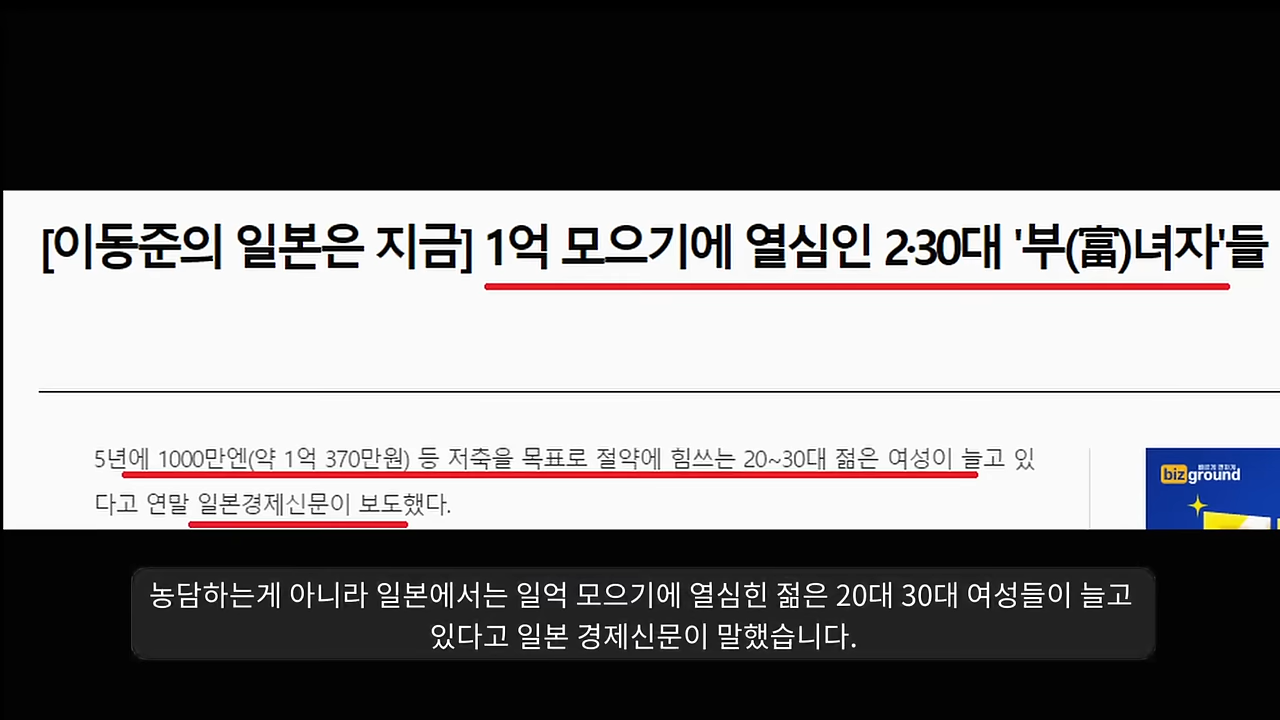 [이동준의 일본은 지금] 1억 모으기에 열심인 2·30대 '부(富)녀자'들
5년에 1000만엔(약 1억 370만원) 등 저축을 목표로 절약에 힘쓰는 20~30대 젊은 여성이 늘고 있
다고 연말 일본경제신문이 보도했다.
빠르게 편하게
bizground
농담하는게 아니라 일본에서는 일억 모으기에 열심힌 젊은 20대 30대 여성들이 늘고
있다고 일본 경제신문이 말했습니다.